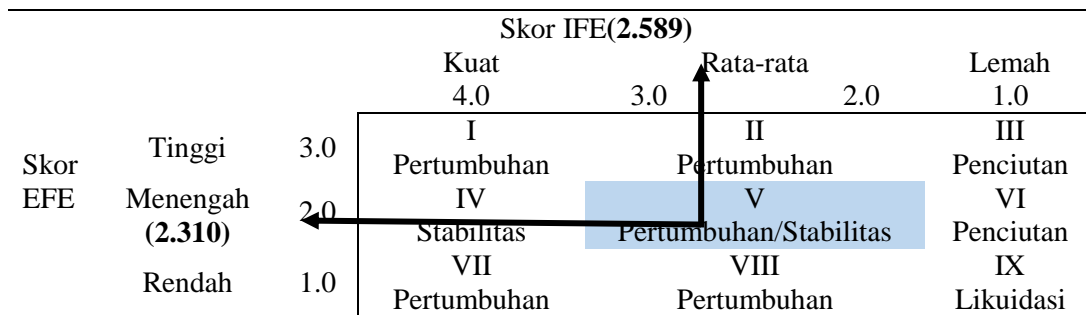 Skor IFE(2.589)
Kuat Rata-rata Lemah
4.0 3.0 2.0 1.0
Skor EFE
Tinggi 3.0
I Pertumbuhan
II Pertumbuhan
III Penciutan
Menengah (2.310) 2.0
IV Stabilitas
V Pertumbuhan/Stabilitas
VI Penciutan
Rendah 1.0
VII Pertumbuhan
VIII Pertumbuhan
IX Likuidasi